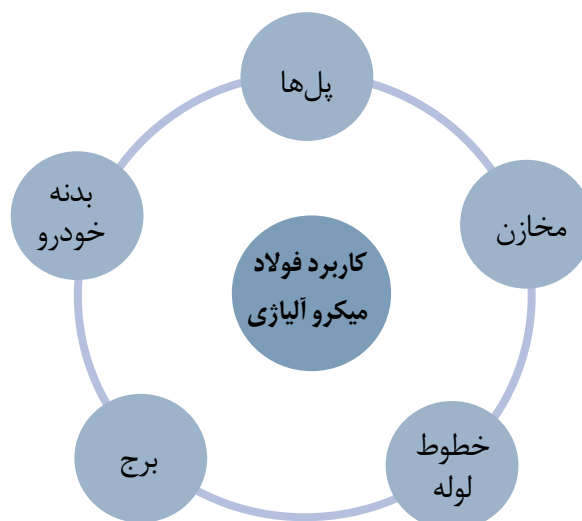 پل‌ها
مخازن
خطوط
لوله
برج
بدنه
خودرو
کاربرد فولاد
میکرو آلیاژی